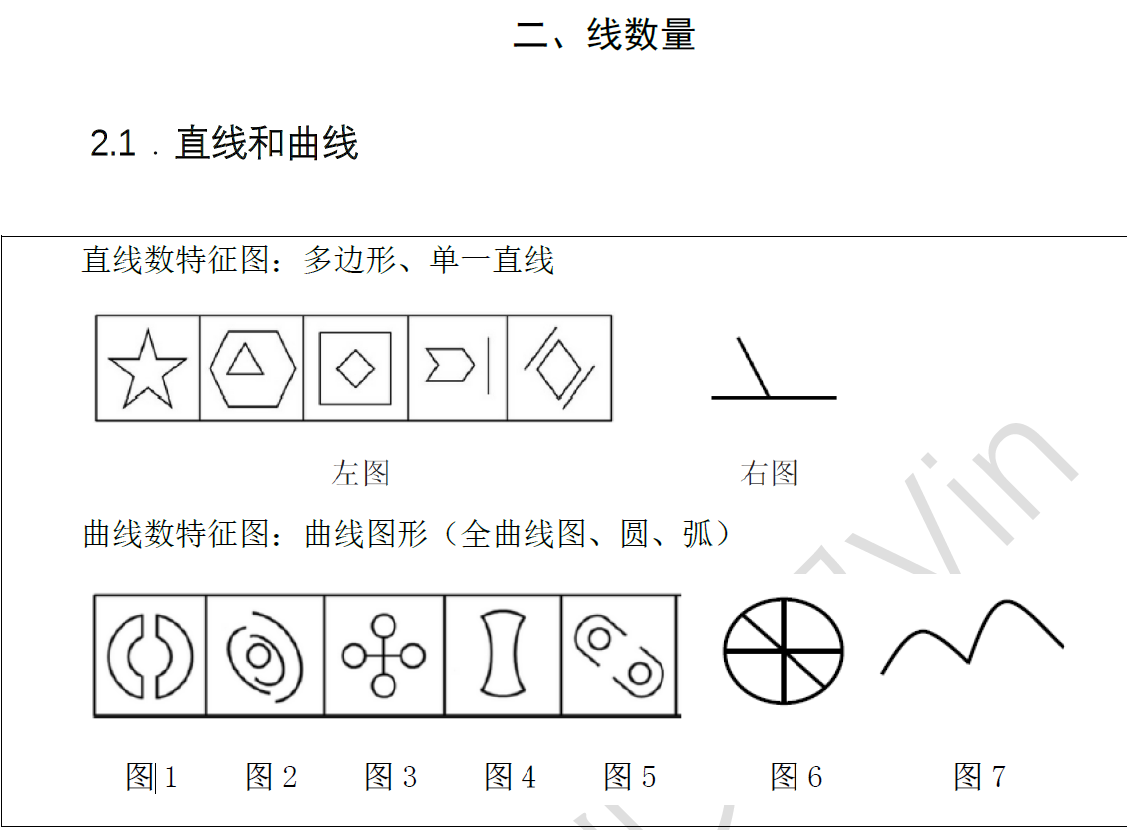 二、线数量
2.1．直线和曲线
直线数特征图：多边形、单一直线
左图 右图
曲线数特征图：曲线图形（全曲线图、圆、弧）
图 1 图 2 图 3 图 4 图 5 图 6 图 7